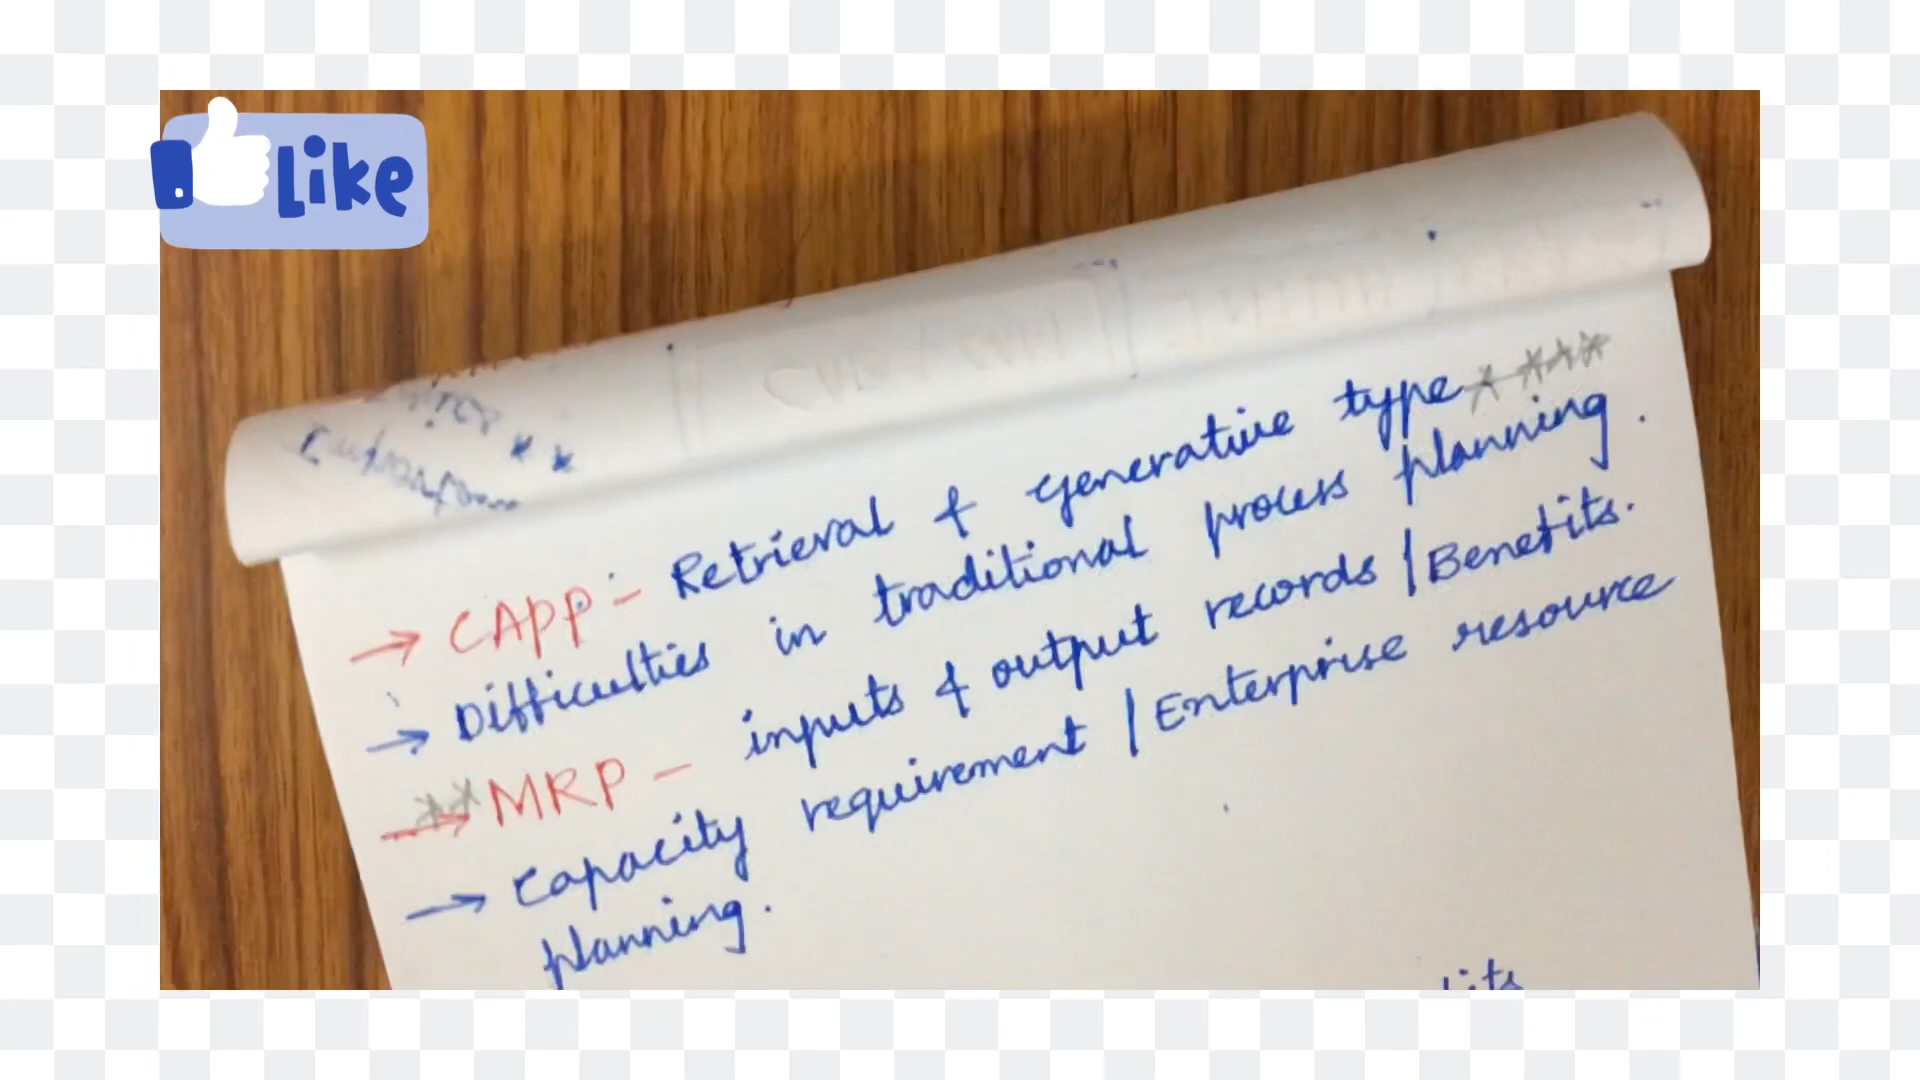 Like
→ CAPP:- Retrieval & generative type * ***
→ Difficulties in traditional process planning.
** → MRP - inputs & output records | Benefits.
→ Capacity requirement | Enterprise resource
planning.